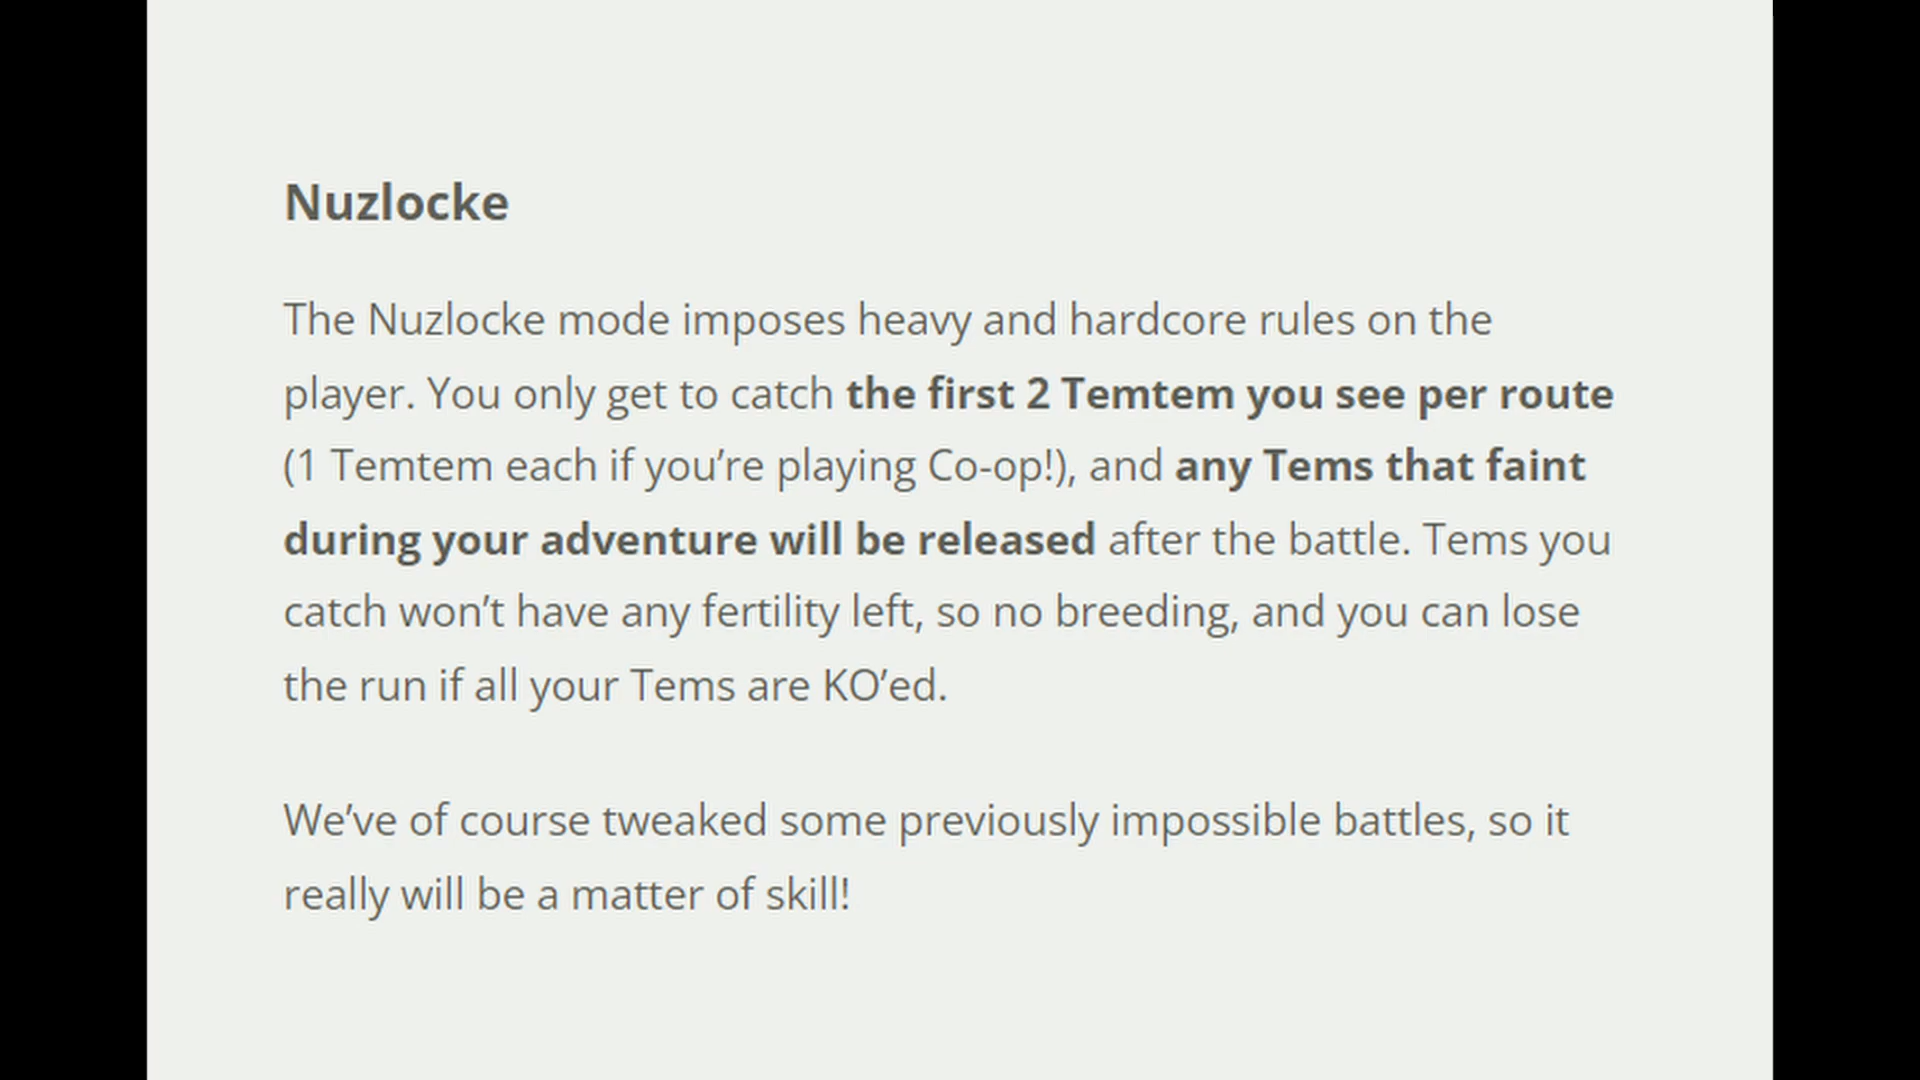 Nuzlocke
The Nuzlocke mode imposes heavy and hardcore rules on the
player. You only get to catch the first 2 Temtem you see per route
(1 Temtem each if you’re playing Co-op!), and any Tems that faint
during your adventure will be released after the battle. Tems you
catch won’t have any fertility left, so no breeding, and you can lose
the run if all your Tems are KO’ed.
We’ve of course tweaked some previously impossible battles, so it
really will be a matter of skill!